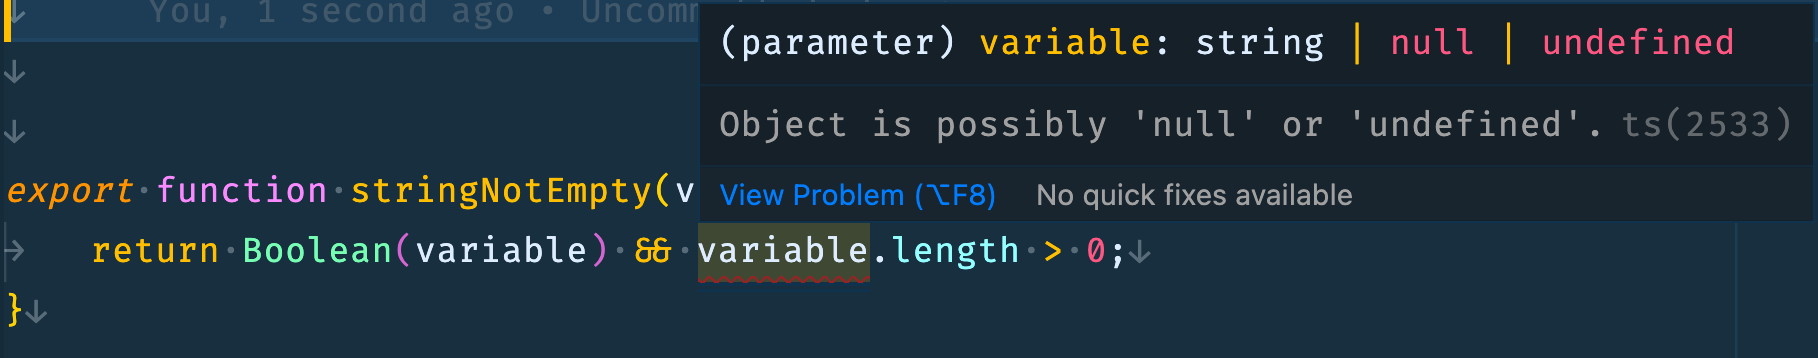 You, 1 second ago • Uncomm
(parameter) variable: string | null | undefined
Object is possibly 'null' or 'undefined'. ts(2533)
View Problem (⌥F8) No quick fixes available
export function stringNotEmpty(v
return Boolean(variable) && variable.length > 0;
}